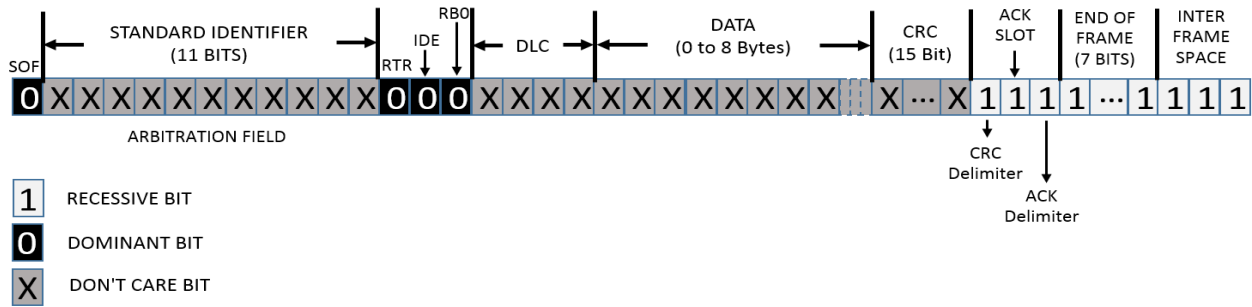 SOF
STANDARD IDENTIFIER
(11 BITS)
RTR
IDE
RB0
DLC
DATA
(0 to 8 Bytes)
CRC
(15 Bit)
ACK
SLOT
END OF
FRAME
(7 BITS)
INTER
FRAME
SPACE
0 X X X X X X X X X X X 0 0 0 X X X X X X X X X X X X X ... X 1 1 1 1 ... 1 1 1 1
ARBITRATION FIELD
CRC
Delimiter
ACK
Delimiter
1 RECESSIVE BIT
0 DOMINANT BIT
X DON'T CARE BIT